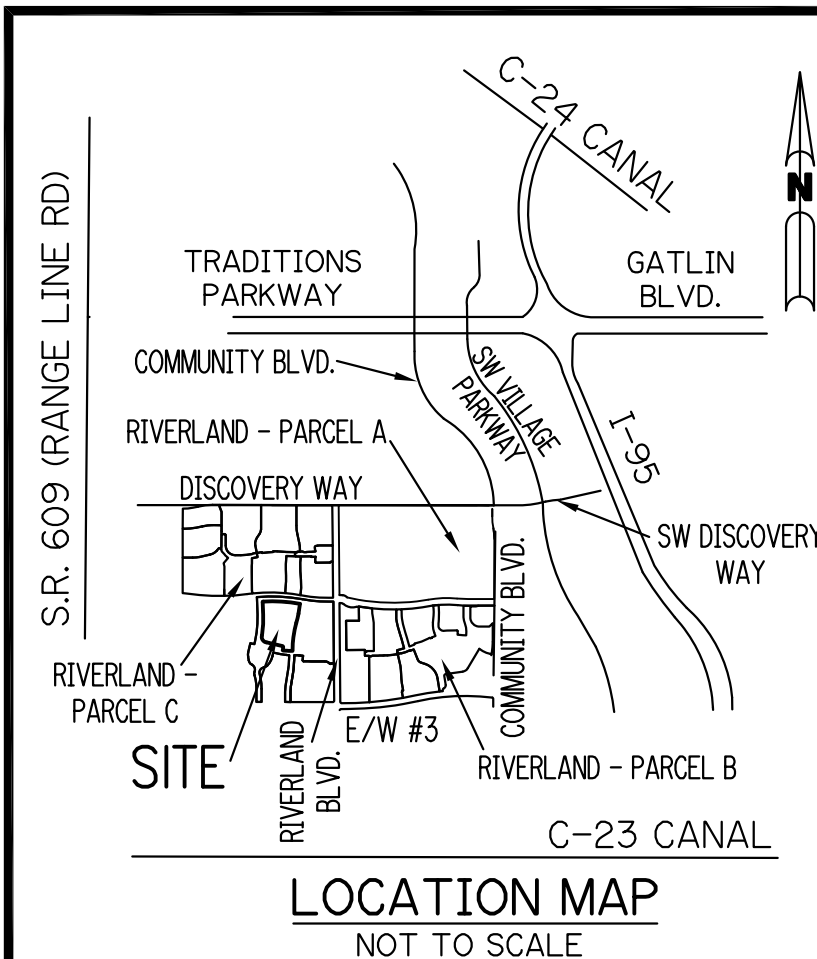 C-24 CANAL
N
S.R. 609 (RANGE LINE RD)
TRADITIONS
PARKWAY
GATLIN
BLVD.
COMMUNITY BLVD.
SW VILLAGE
PARKWAY
I-95
RIVERLAND - PARCEL A
DISCOVERY WAY
SW DISCOVERY
WAY
COMMUNITY BLVD.
RIVERLAND -
PARCEL C
SITE
RIVERLAND
BLVD.
E/W #3
RIVERLAND - PARCEL B
C-23 CANAL
LOCATION MAP
NOT TO SCALE